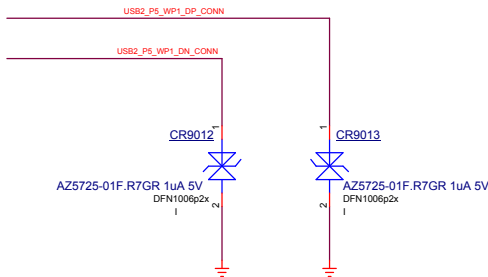 USB2_P5_WP1_DP_CONN
USB2_P5_WP1_DN_CONN
CR9012
1
1
CR9013
AZ5725-01F.R7GR 1uA 5V
DFN1006p2x
I
2
2
AZ5725-01F.R7GR 1uA 5V
DFN1006p2x
I